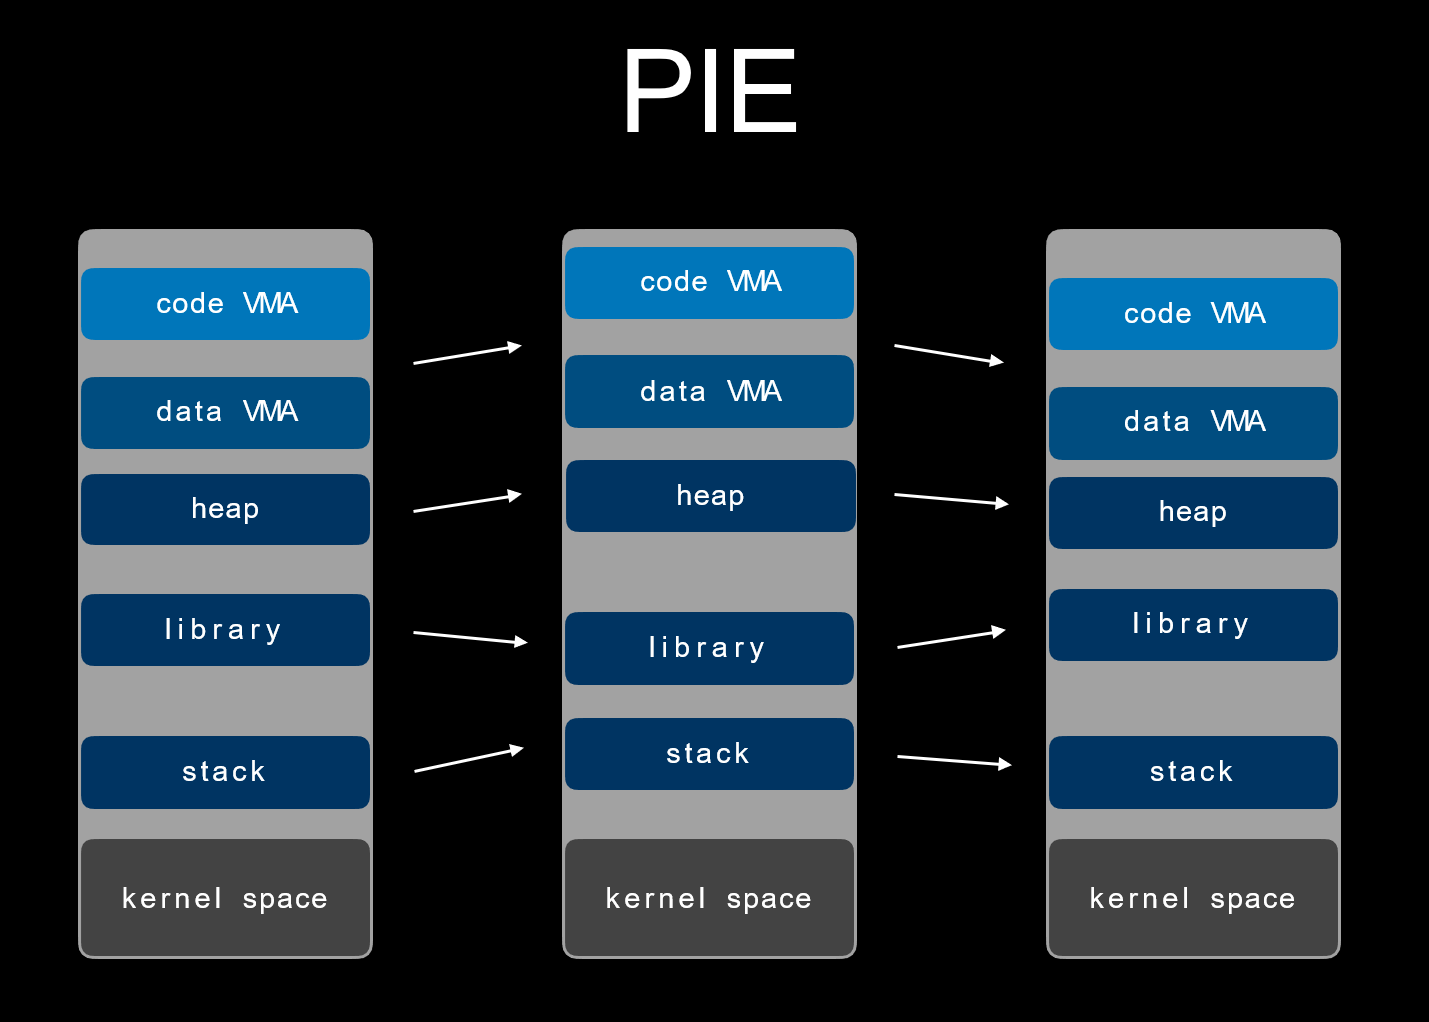 PIE
code VMA
data VMA
heap
library
stack
kernel space
code VMA
data VMA
heap
library
stack
kernel space
code VMA
data VMA
heap
library
stack
kernel space